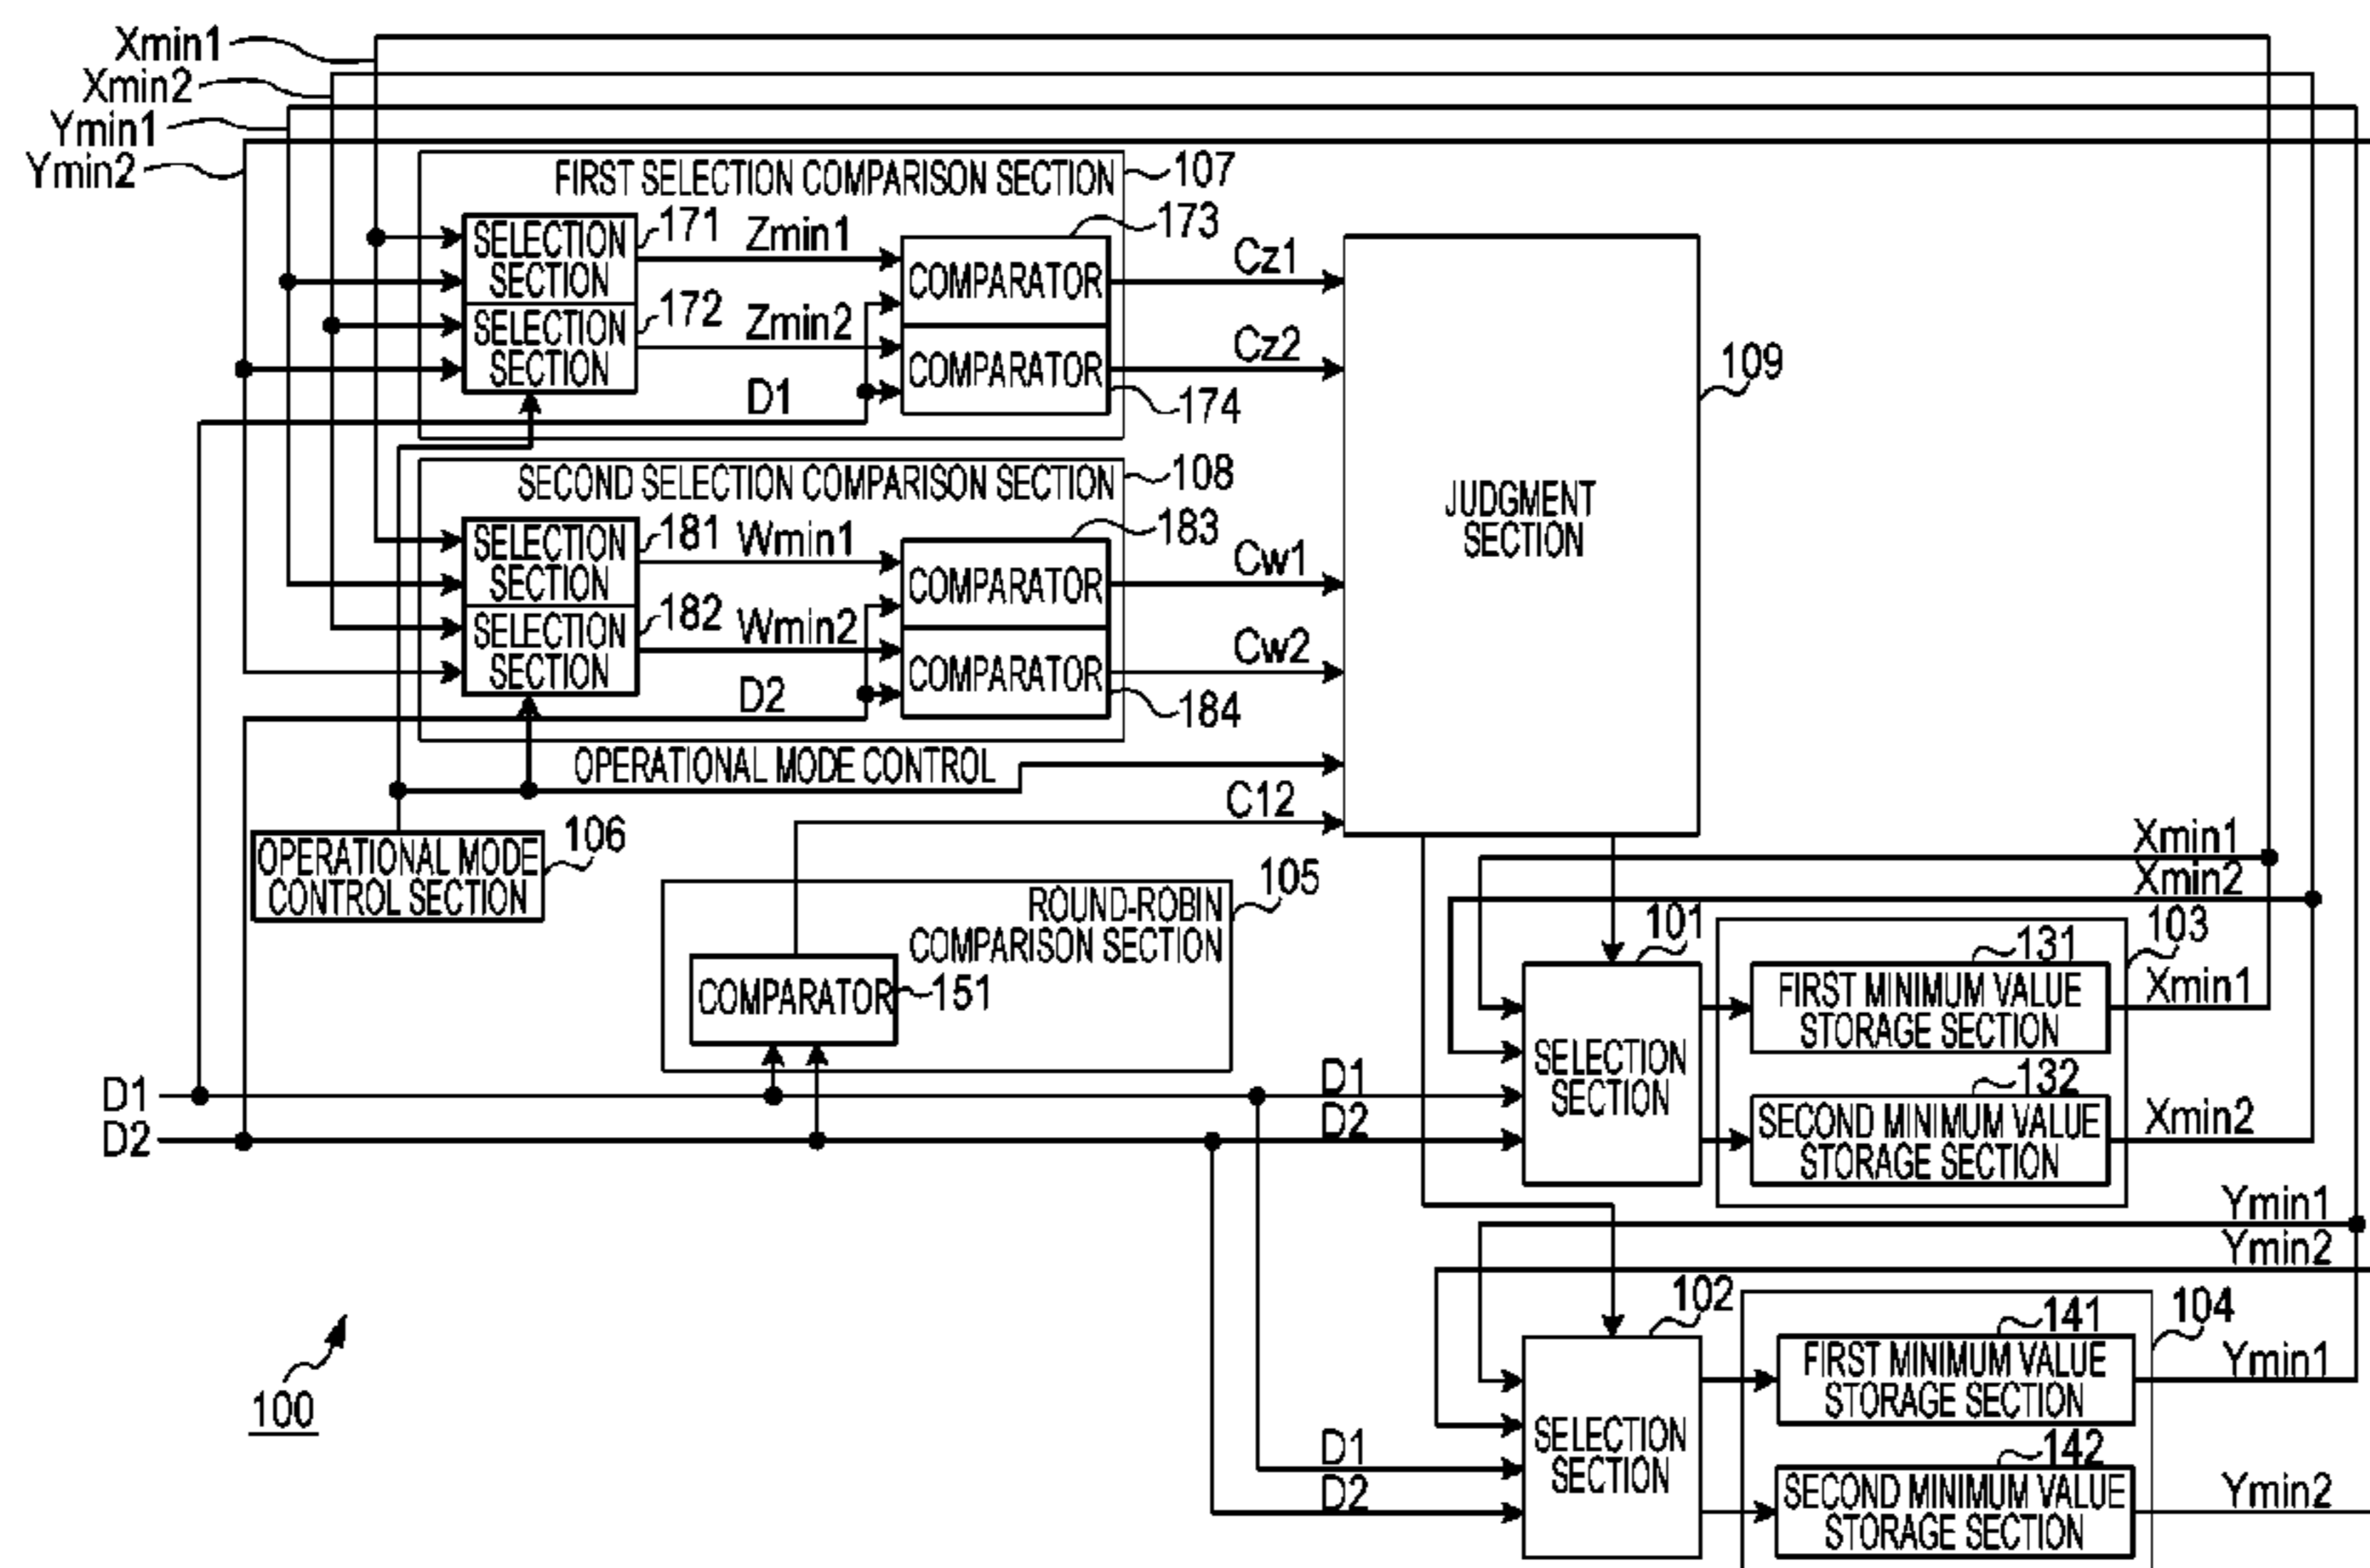 Xmin1
Xmin2
Ymin1
Ymin2
FIRST SELECTION COMPARISON SECTION
107
SELECTION
SECTION
171
Zmin1
173
COMPARATOR
Cz1
SELECTION
SECTION
172
Zmin2
COMPARATOR
Cz2
174
D1
109
JUDGMENT
SECTION
SECOND SELECTION COMPARISON SECTION
108
SELECTION
SECTION
181
Wmin1
183
COMPARATOR
Cw1
SELECTION
SECTION
182
Wmin2
COMPARATOR
Cw2
184
D2
OPERATIONAL MODE CONTROL
C12
OPERATIONAL MODE
CONTROL SECTION
106
ROUND-ROBIN
COMPARISON SECTION
105
COMPARATOR
151
Xmin1
Xmin2
101
SELECTION
SECTION
103
131
FIRST MINIMUM VALUE
STORAGE SECTION
Xmin1
132
SECOND MINIMUM VALUE
STORAGE SECTION
Xmin2
D1
D2
D1
D2
Ymin1
Ymin2
102
SELECTION
SECTION
104
141
FIRST MINIMUM VALUE
STORAGE SECTION
Ymin1
142
SECOND MINIMUM VALUE
STORAGE SECTION
Ymin2
D1
D2
100